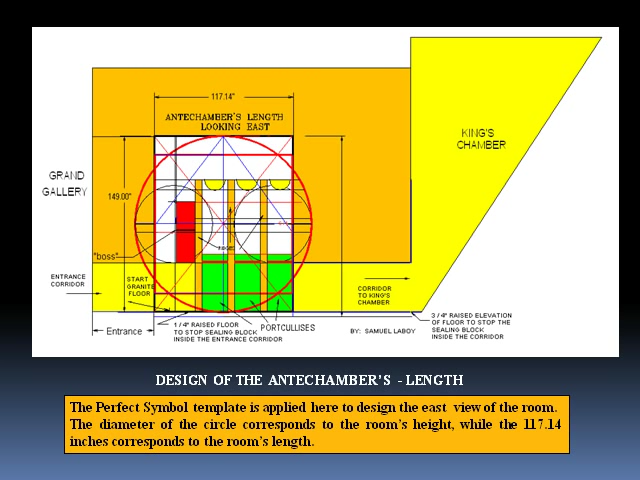 117.14"
ANTECHAMBER'S LENGTH
LOOKING EAST
KING'S
CHAMBER
GRAND
GALLERY
149.00"
"boss"
ENTRANCE
CORRIDOR
START
GRANITE
FLOOR
CORRIDOR
TO KING'S
CHAMBER
Entrance
1 / 4" RAISED FLOOR
TO STOP SEALING BLOCK
INSIDE THE ENTRANCE CORRIDOR
PORTCULLISES
BY: SAMUEL LABOY
3 / 4" RAISED ELEVATION
OF FLOOR TO STOP THE
SEALING BLOCK
INSIDE THE CORRIDOR
DESIGN OF THE ANTECHAMBER'S - LENGTH
The Perfect Symbol template is applied here to design the east view of the room.
The diameter of the circle corresponds to the room's height, while the 117.14
inches corresponds to the room's length.